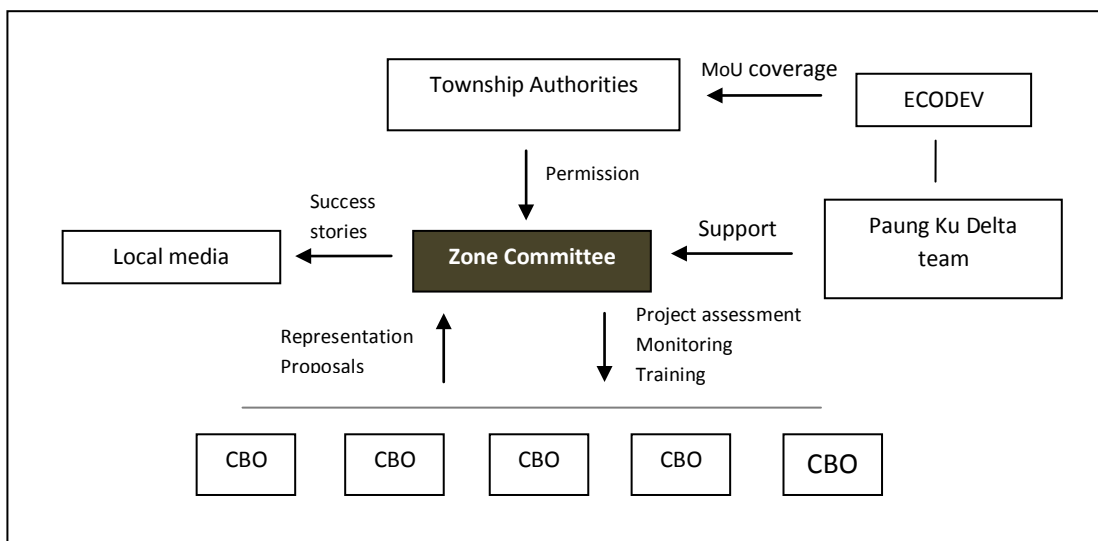 Township Authorities
MoU coverage
ECODEV
Permission
Success
stories
Local media
Zone Committee
Support
Paung Ku Delta
team
Representation
Proposals
Project assessment
Monitoring
Training
CBO
CBO
CBO
CBO
CBO